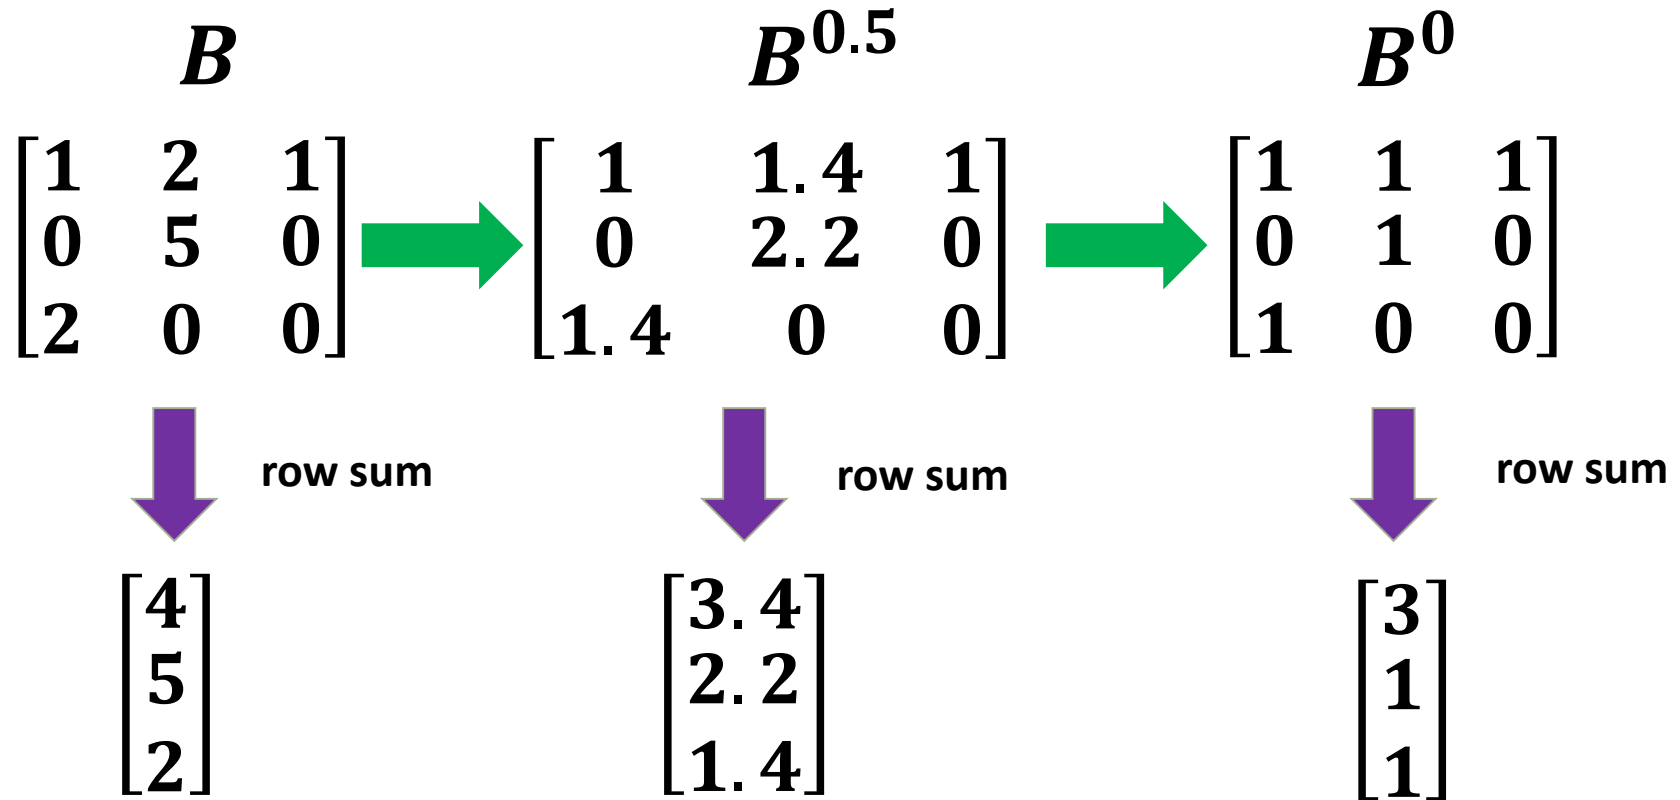 B B^0.5 B^0
[1 2 1] [1 1.4 1] [1 1 1]
[0 5 0] [0 2.2 0] [0 1 0]
[2 0 0] [1.4 0 0] [1 0 0]
row sum row sum row sum
[4] [3.4] [3]
[5] [2.2] [1]
[2] [1.4] [1]